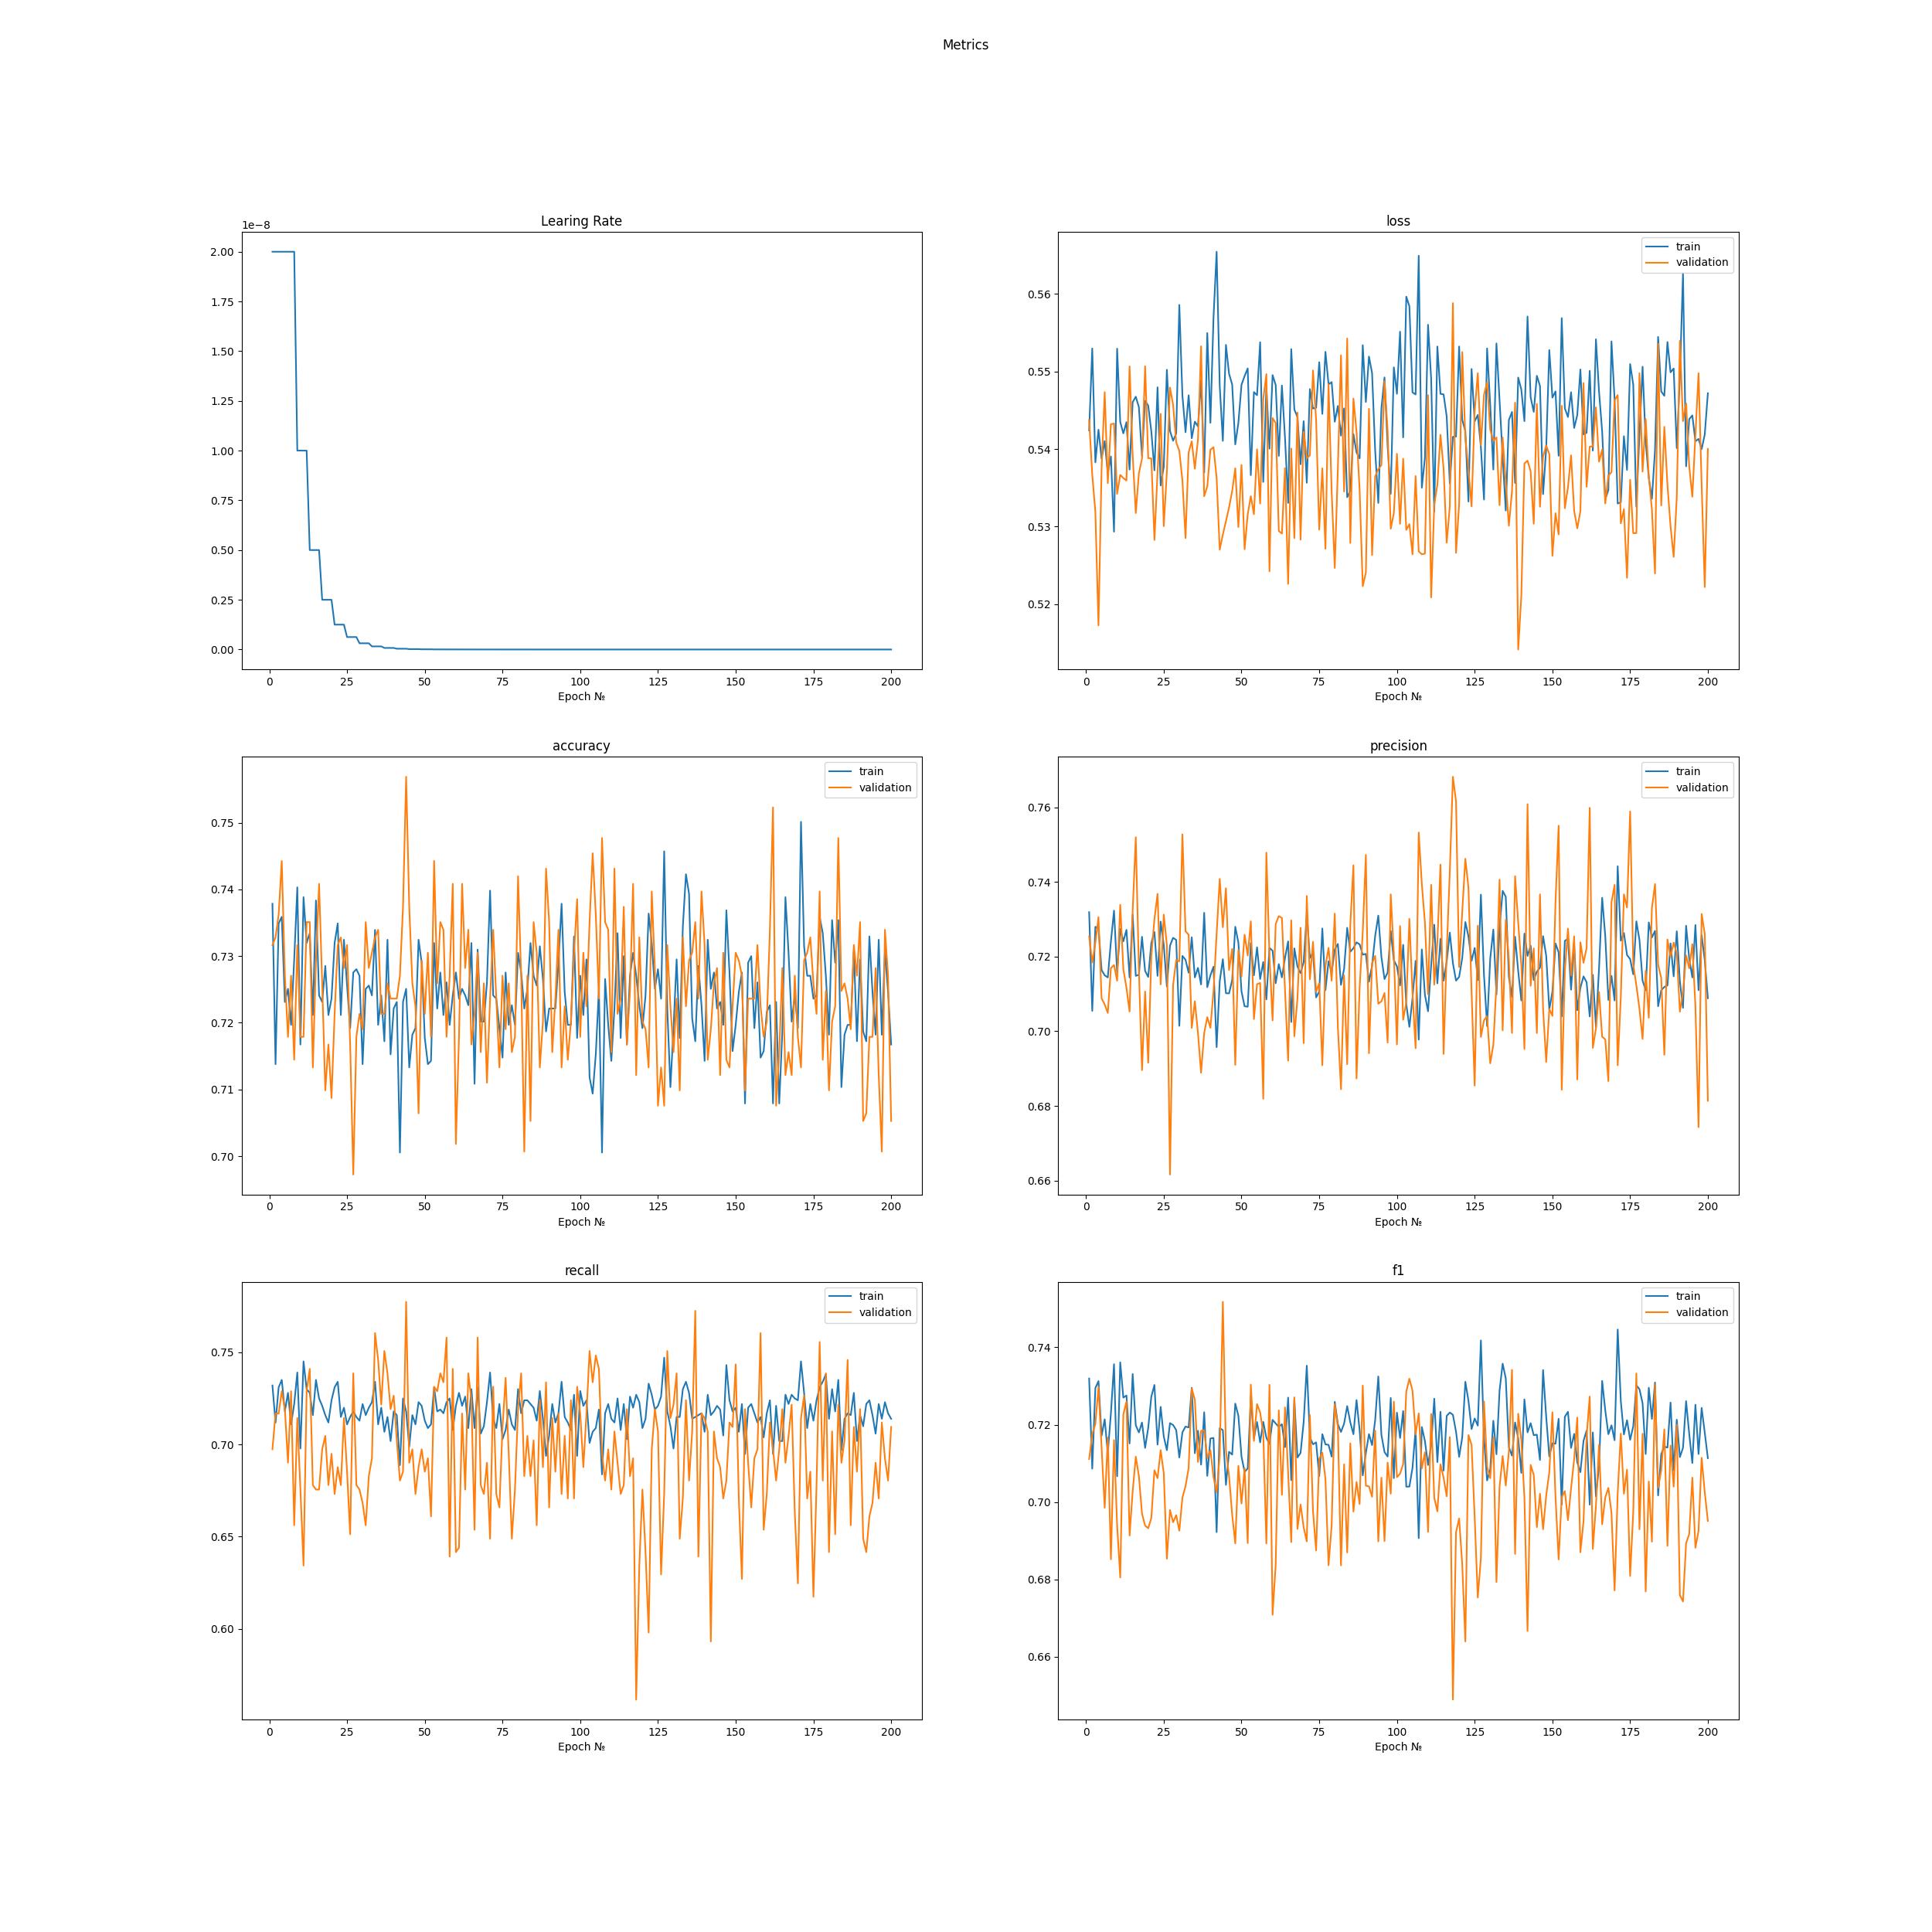 Metrics
Learing Rate
1e−8
2.00
1.75
1.50
1.25
1.00
0.75
0.50
0.25
0.00
0 25 50 75 100 125 150 175 200
Epoch №
loss
train
validation
0.56
0.55
0.54
0.53
0.52
0 25 50 75 100 125 150 175 200
Epoch №
accuracy
train
validation
0.75
0.74
0.73
0.72
0.71
0.70
0 25 50 75 100 125 150 175 200
Epoch №
precision
train
validation
0.76
0.74
0.72
0.70
0.68
0.66
0 25 50 75 100 125 150 175 200
Epoch №
recall
train
validation
0.75
0.70
0.65
0.60
0 25 50 75 100 125 150 175 200
Epoch №
f1
train
validation
0.74
0.72
0.70
0.68
0.66
0 25 50 75 100 125 150 175 200
Epoch №